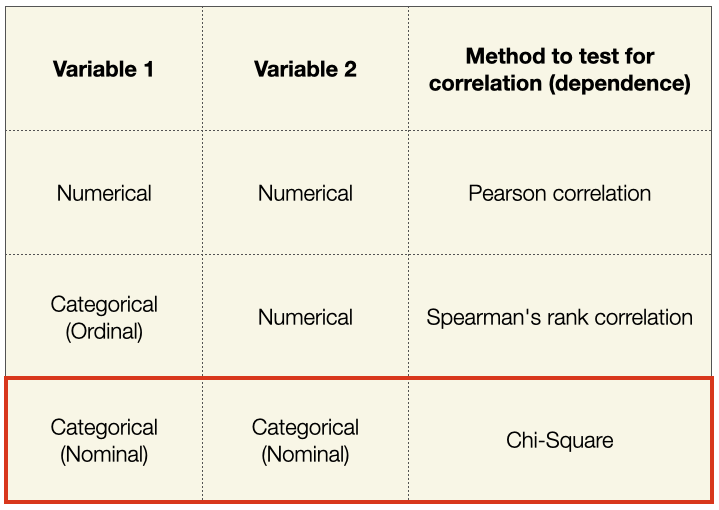 Variable 1
Variable 2
Method to test for
correlation (dependence)
Numerical
Numerical
Pearson correlation
Categorical
(Ordinal)
Numerical
Spearman's rank correlation
Categorical
(Nominal)
Categorical
(Nominal)
Chi-Square